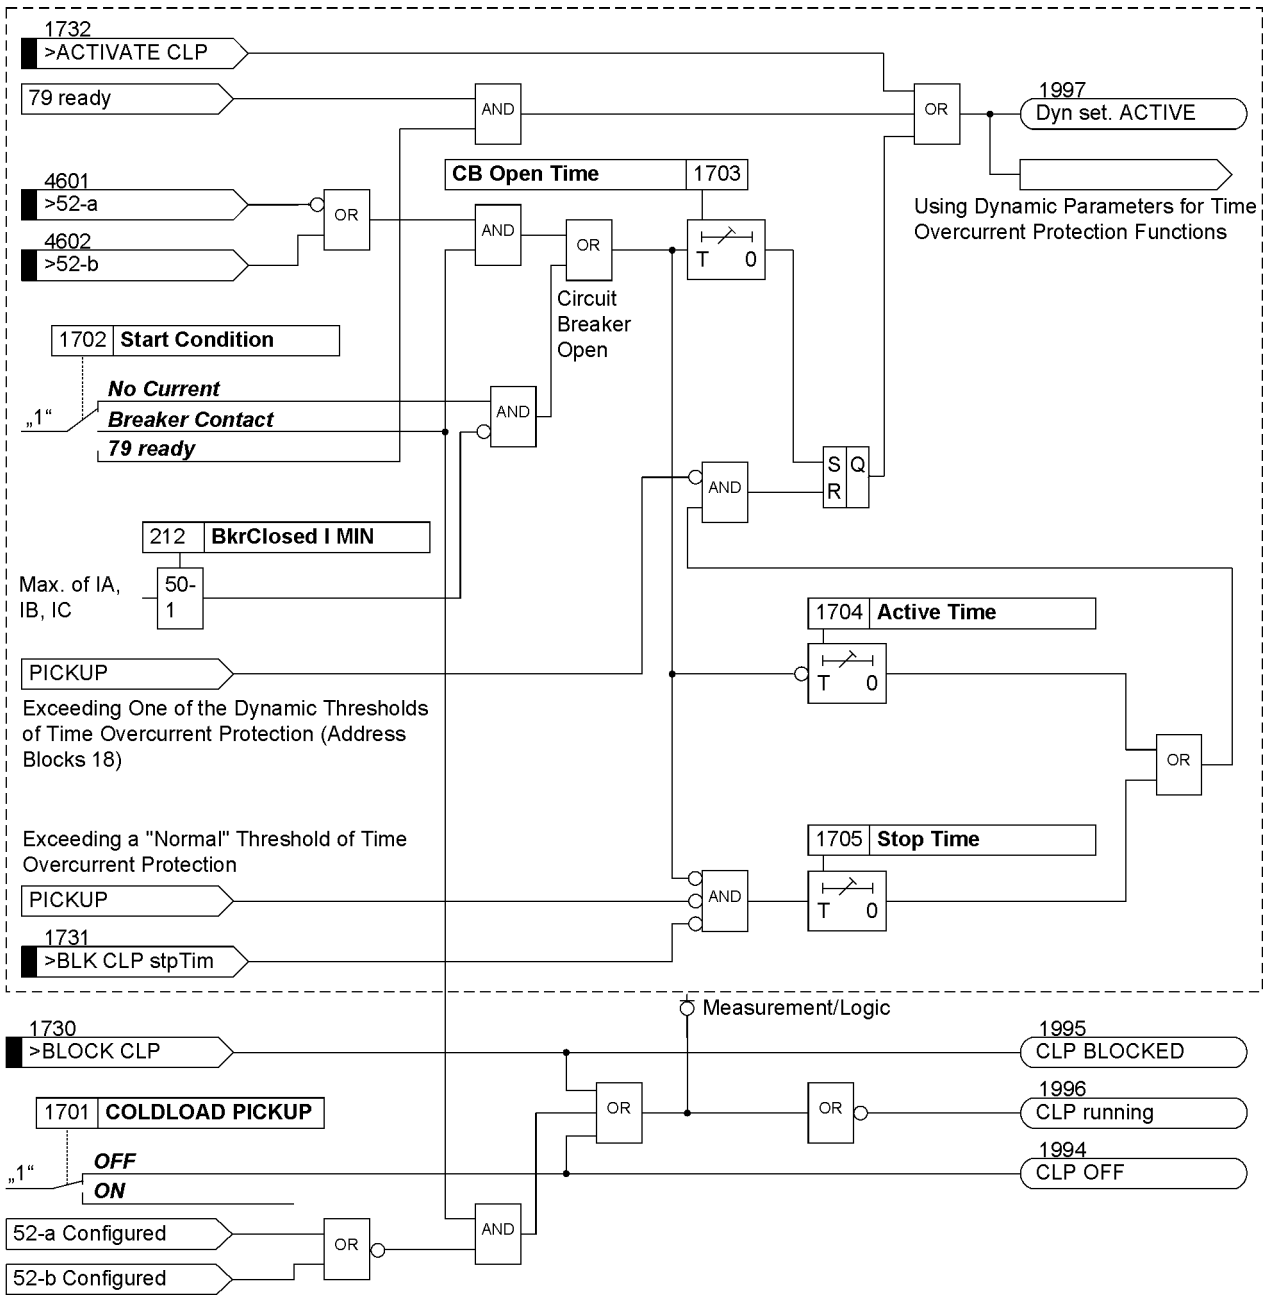 1732
>ACTIVATE CLP
79 ready
AND
OR
1997
Dyn set. ACTIVE
Using Dynamic Parameters for Time
Overcurrent Protection Functions
CB Open Time 1703
T 0
4601
>52-a
4602
>52-b
OR
AND
OR
Circuit
Breaker
Open
1702 Start Condition
„1“
No Current
Breaker Contact
79 ready
AND
S Q
R
AND
212 BkrClosed I MIN
Max. of IA,
IB, IC
50-
1
1704 Active Time
T 0
PICKUP
Exceeding One of the Dynamic Thresholds
of Time Overcurrent Protection (Address
Blocks 18)
OR
Exceeding a "Normal" Threshold of Time
Overcurrent Protection
PICKUP
1705 Stop Time
AND
T 0
1731
>BLK CLP stpTim
Measurement/Logic
1730
>BLOCK CLP
1995
CLP BLOCKED
1701 COLDLOAD PICKUP
OR
OR
1996
CLP running
„1“
OFF
ON
1994
CLP OFF
52-a Configured
52-b Configured
OR
AND